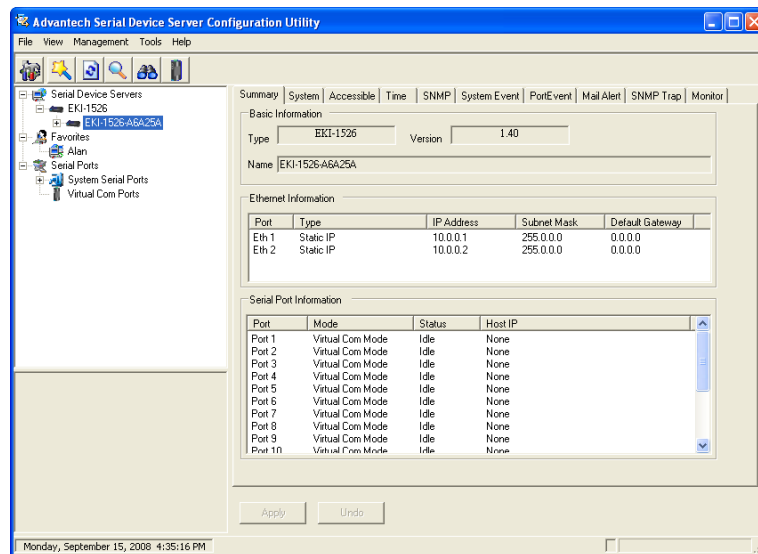 Advantech Serial Device Server Configuration Utility
File View Management Tools Help
Serial Device Servers
EKI-1526
EKI-1526-A6A25A
Favorites
Alan
Serial Ports
System Serial Ports
Virtual Com Ports
Summary System Accessible Time SNMP System Event PortEvent Mail Alert SNMP Trap Monitor
Basic Information
Type EKI-1526 Version 1.40
Name EKI-1526-A6A25A
Ethernet Information
Port Type IP Address Subnet Mask Default Gateway
Eth 1 Static IP 10.0.0.1 255.0.0.0 0.0.0.0
Eth 2 Static IP 10.0.0.2 255.0.0.0 0.0.0.0
Serial Port Information
Port Mode Status Host IP
Port 1 Virtual Com Mode Idle None
Port 2 Virtual Com Mode Idle None
Port 3 Virtual Com Mode Idle None
Port 4 Virtual Com Mode Idle None
Port 5 Virtual Com Mode Idle None
Port 6 Virtual Com Mode Idle None
Port 7 Virtual Com Mode Idle None
Port 8 Virtual Com Mode Idle None
Port 9 Virtual Com Mode Idle None
Port 10 Virtual Com Mode Idle None
Apply Undo
Monday, September 15, 2008 4:35:16 PM